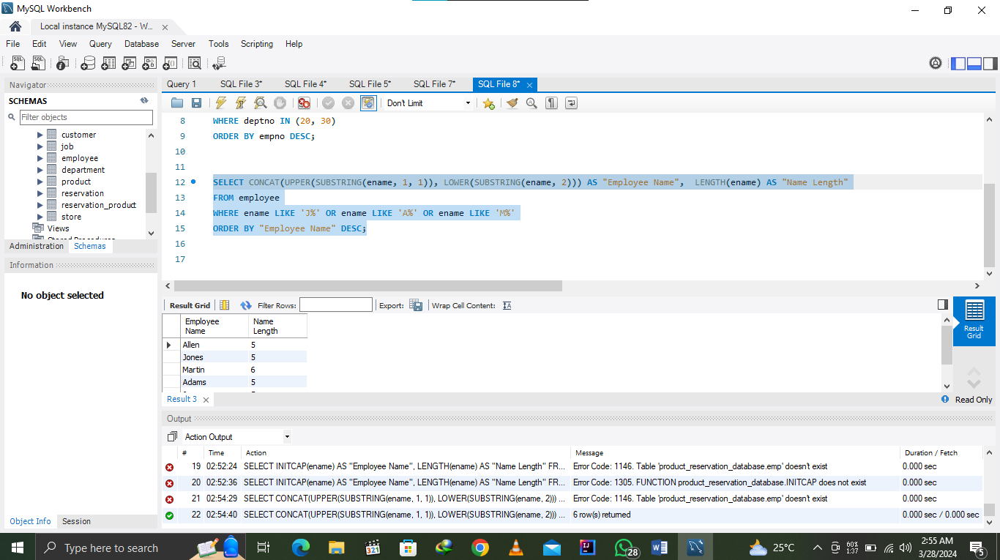 MySQL Workbench
Local instance MySQL82 - W...
File Edit View Query Database Server Tools Scripting Help
Navigator
SCHEMAS
Filter objects
customer
job
employee
department
product
reservation
reservation_product
store
Views
Stored Procedures
Administration Schemas
Information
No object selected
Object Info Session
Query 1 SQL File 3* SQL File 4* SQL File 5* SQL File 7* SQL File 8*
Don't Limit
8 WHERE deptno IN (20, 30)
9 ORDER BY empno DESC;
10
11
12 SELECT CONCAT(UPPER(SUBSTRING(ename, 1, 1)), LOWER(SUBSTRING(ename, 2))) AS "Employee Name", LENGTH(ename) AS "Name Length"
13 FROM employee
14 WHERE ename LIKE 'J%' OR ename LIKE 'A%' OR ename LIKE 'M%'
15 ORDER BY "Employee Name" DESC;
16
17
Result Grid Filter Rows: Export: Wrap Cell Content:
Employee Name Name Length
Allen 5
Jones 5
Martin 6
Adams 5
Result Grid
Result 3
Read Only
Output
Action Output
# Time Action Message Duration / Fetch
19 02:52:24 SELECT INITCAP(ename) AS "Employee Name", LENGTH(ename) AS "Name Length" FR... Error Code: 1146. Table 'product_reservation_database.emp' doesn't exist 0.000 sec
20 02:52:36 SELECT INITCAP(ename) AS "Employee Name", LENGTH(ename) AS "Name Length" FR... Error Code: 1305. FUNCTION product_reservation_database.INITCAP does not exist 0.000 sec
21 02:54:29 SELECT CONCAT(UPPER(SUBSTRING(ename, 1, 1)), LOWER(SUBSTRING(ename, 2))) ... Error Code: 1146. Table 'product_reservation_database.emp' doesn't exist 0.000 sec
22 02:54:40 SELECT CONCAT(UPPER(SUBSTRING(ename, 1, 1)), LOWER(SUBSTRING(ename, 2))) ... 6 row(s) returned 0.000 sec / 0.000 sec
Type here to search
321
28
25°C
60%
1:37
2:55 AM
3/28/2024
5